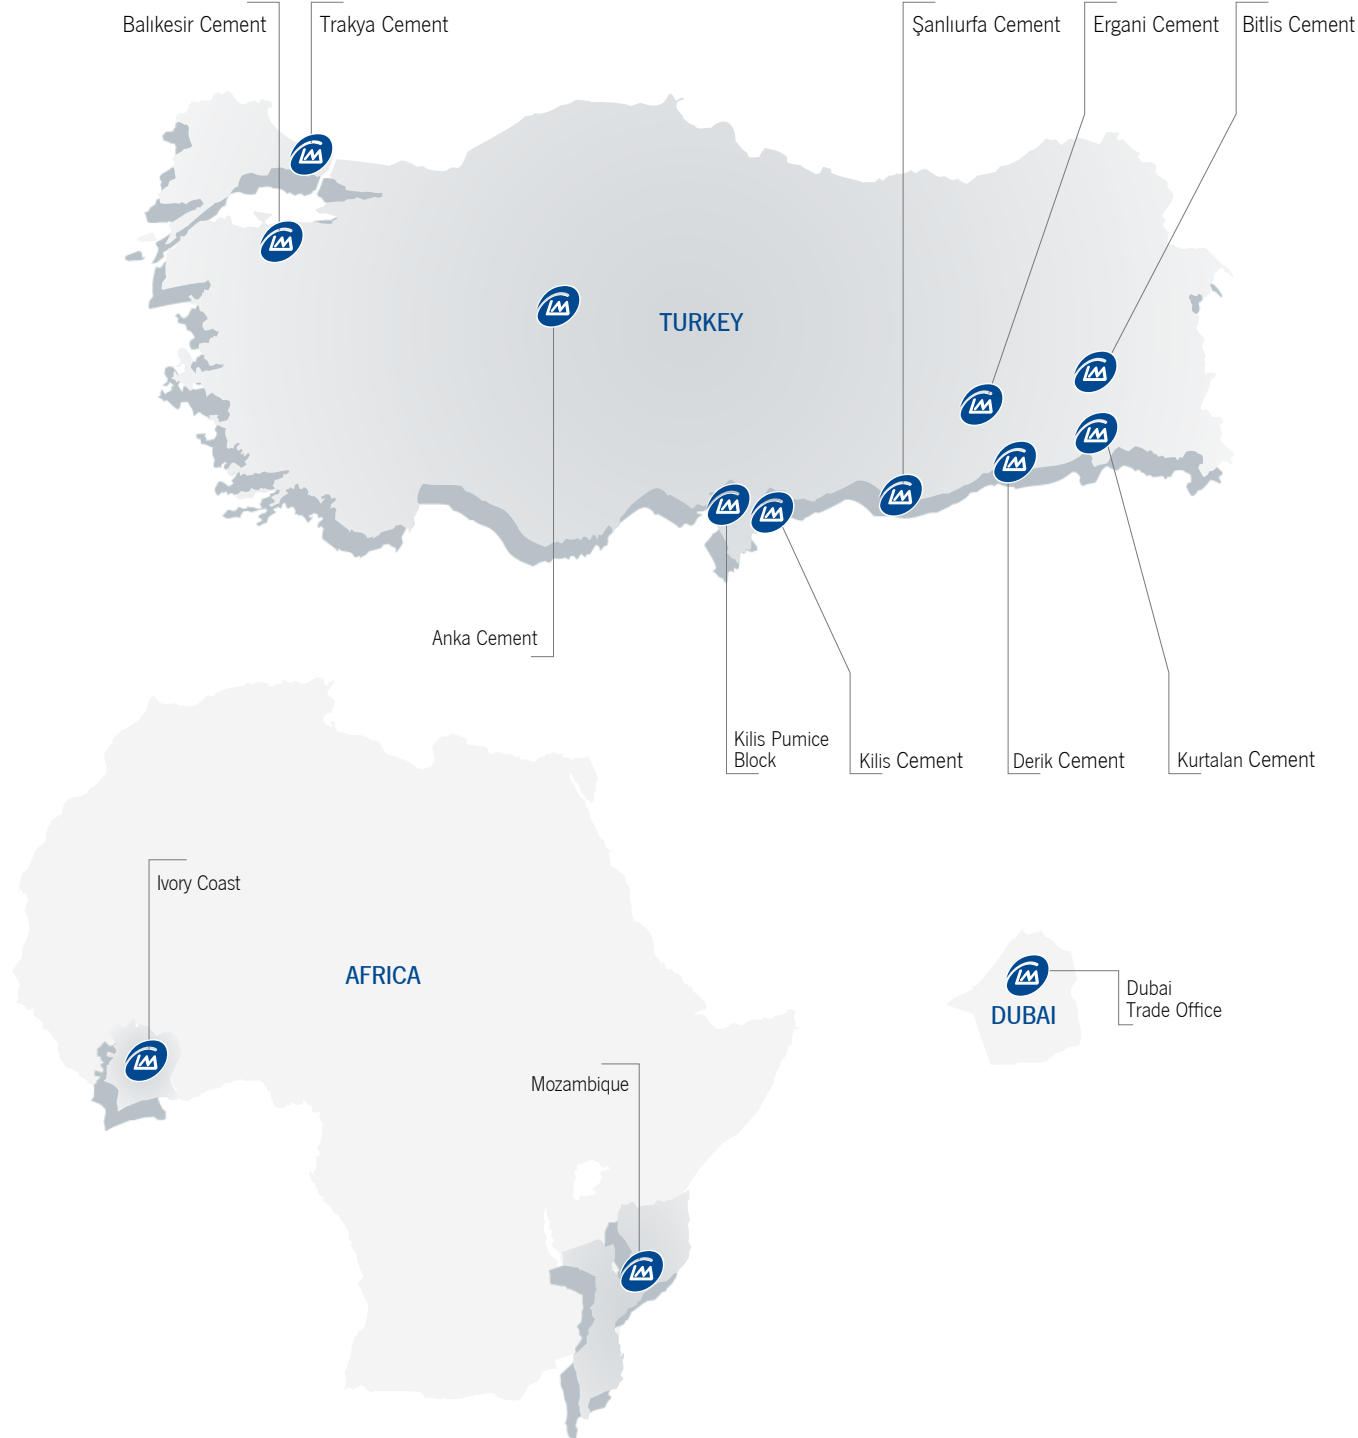 Balıkesir Cement
Trakya Cement
Şanlıurfa Cement
Ergani Cement
Bitlis Cement
TURKEY
Anka Cement
Kilis Pumice
Block
Kilis Cement
Derik Cement
Kurtalan Cement
Ivory Coast
AFRICA
Dubai
Trade Office
DUBAI
Mozambique